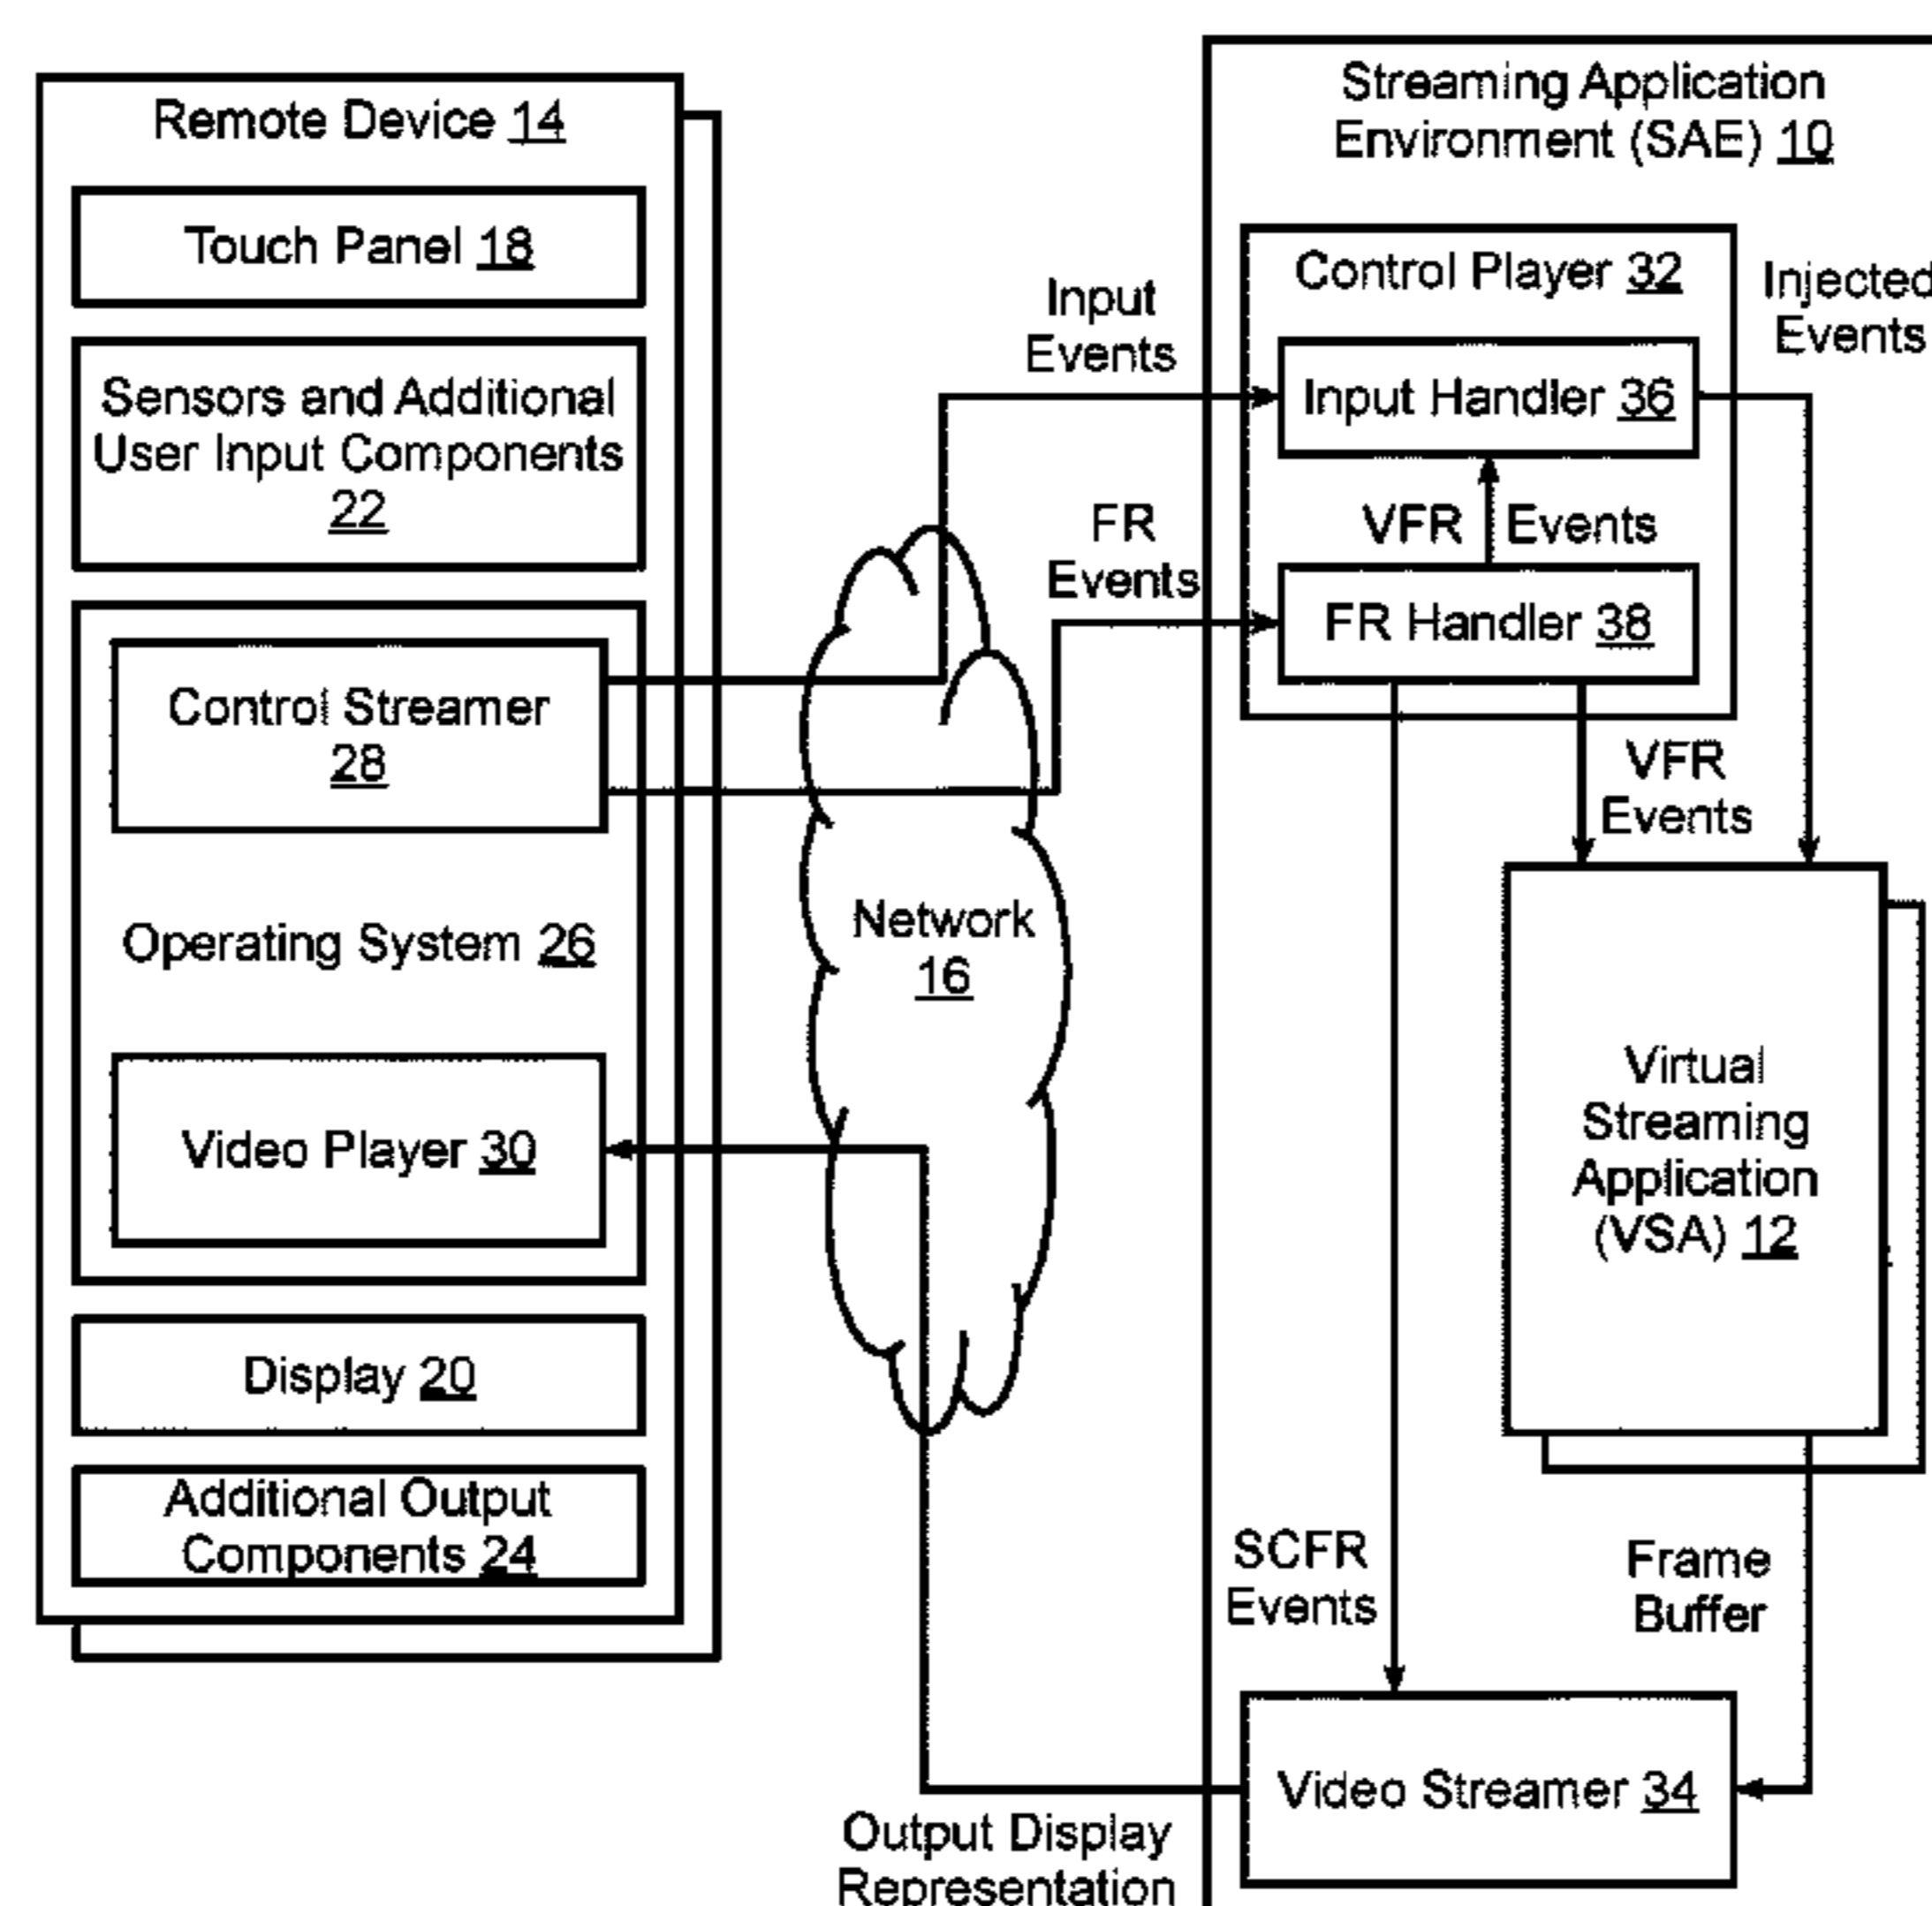 Remote Device 14
Touch Panel 18
Sensors and Additional
User Input Components
22
Control Streamer
28
Operating System 26
Video Player 30
Display 20
Additional Output
Components 24
Input
Events
FR
Events
Network
16
Output Display
Representation
Streaming Application
Environment (SAE) 10
Control Player 32
Input Handler 36
VFR Events
FR Handler 38
Injected
Events
VFR
Events
Virtual
Streaming
Application
(VSA) 12
SCFR
Events
Frame
Buffer
Video Streamer 34